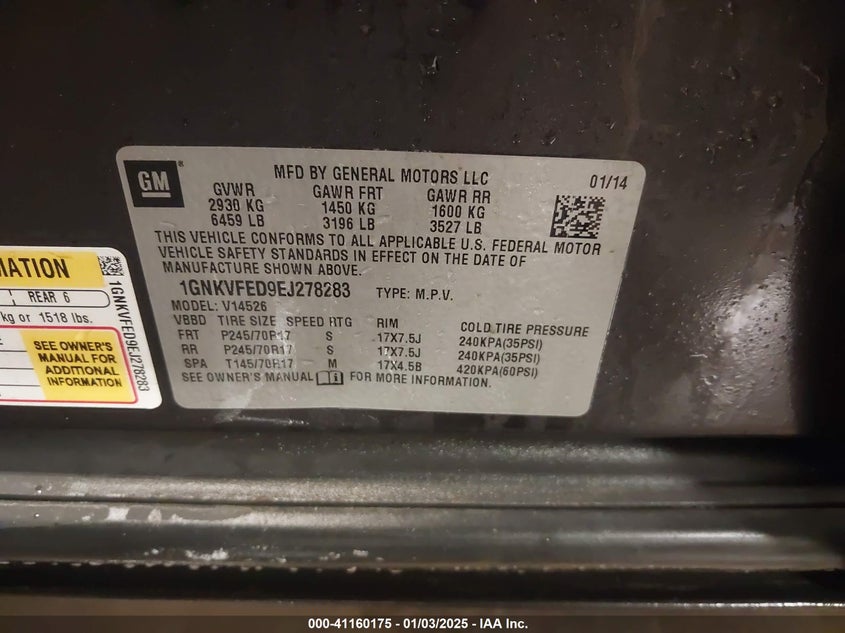 GM
®
MFD BY GENERAL MOTORS LLC
01/14
GVWR GAWR FRT GAWR RR
2930 KG 1450 KG 1600 KG
6459 LB 3196 LB 3527 LB
THIS VEHICLE CONFORMS TO ALL APPLICABLE U.S. FEDERAL MOTOR
VEHICLE SAFETY STANDARDS IN EFFECT ON THE DATE OF
MANUFACTURE SHOWN ABOVE.
1GNKVFED9EJ278283 TYPE: M.P.V.
MODEL: V14526
VBBD TIRE SIZE SPEED RTG RIM COLD TIRE PRESSURE
FRT P245/70R17 S 17X7.5J 240KPA(35PSI)
RR P245/70R17 S 17X7.5J 240KPA(35PSI)
SPA T145/70R17 M 17X4.5B 420KPA(60PSI)
SEE OWNER'S MANUAL FOR MORE INFORMATION.
MATION
REAR 6
kg or 1518 lbs.
SEE OWNER'S
MANUAL FOR
ADDITIONAL
INFORMATION
1GNKVFED9EJ278283
000-41160175 — 01/03/2025 — IAA Inc.